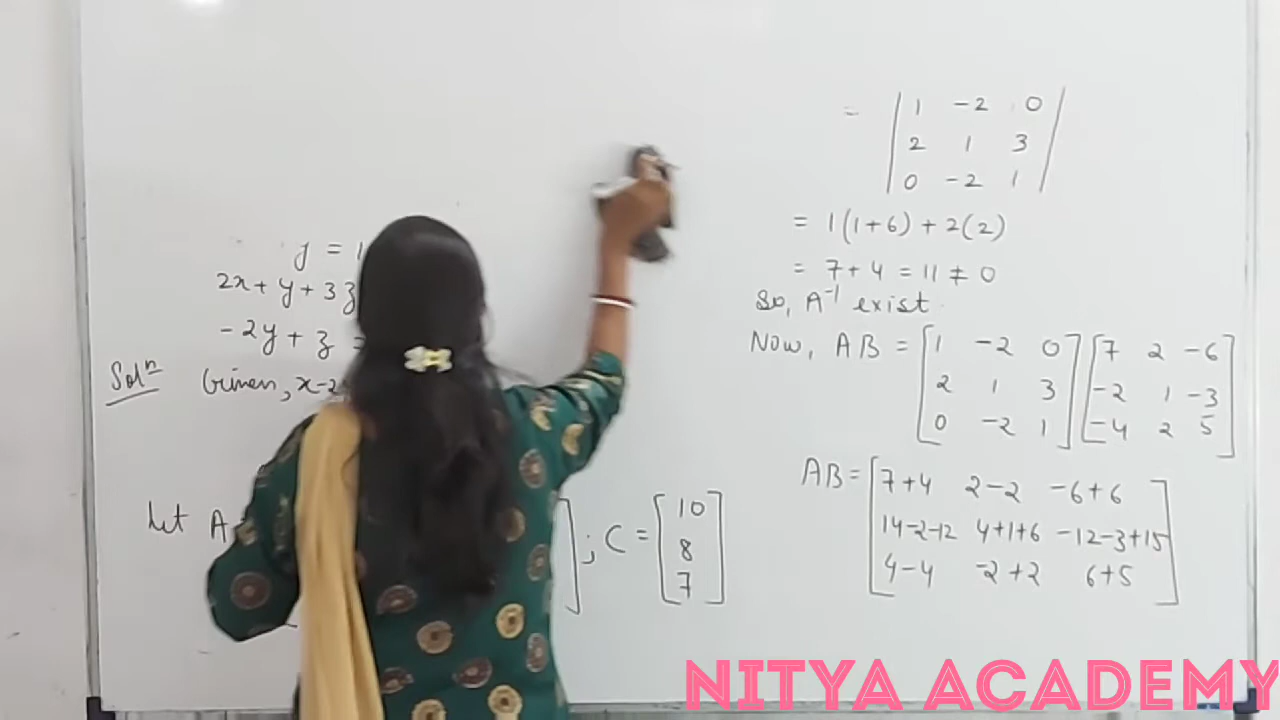 y = 1
2x + y + 3z
-2y + z =
Solⁿ Given, x-2
Let A ; C = [10
8
7]
= |1 -2 0
2 1 3
0 -2 1|
= 1(1+6) + 2(2)
= 7+4 = 11 ≠ 0
So, A⁻¹ exist.
Now, AB = [1 -2 0] [7 2 -6]
[2 1 3] [-2 1 -3]
[0 -2 1] [-4 2 5]
AB = [7+4 2-2 -6+6
14-2-12 4+1+6 -12-3+15
4-4 -2+2 6+5]
NITYA ACADEMY